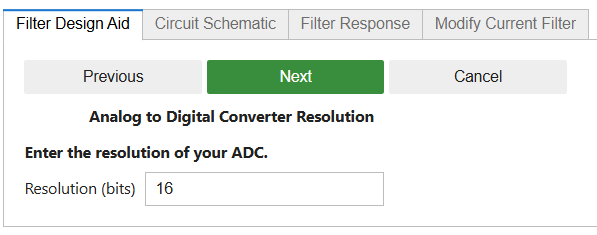 Filter Design Aid Circuit Schematic Filter Response Modify Current Filter
Previous Next Cancel
Analog to Digital Converter Resolution
Enter the resolution of your ADC.
Resolution (bits) 16